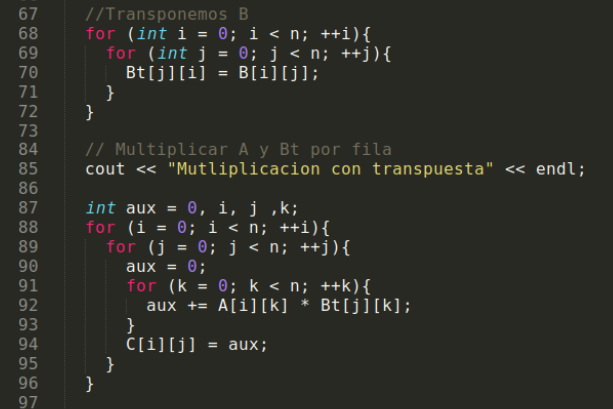 67 //Transponemos B
68 for (int i = 0; i < n; ++i){
69 for (int j = 0; j < n; ++j){
70 Bt[j][i] = B[i][j];
71 }
72 }
73
84 // Multiplicar A y Bt por fila
85 cout << "Mutliplicacion con transpuesta" << endl;
86
87 int aux = 0, i, j ,k;
88 for (i = 0; i < n; ++i){
89 for (j = 0; j < n; ++j){
90 aux = 0;
91 for (k = 0; k < n; ++k){
92 aux += A[i][k] * Bt[j][k];
93 }
94 C[i][j] = aux;
95 }
96 }
97